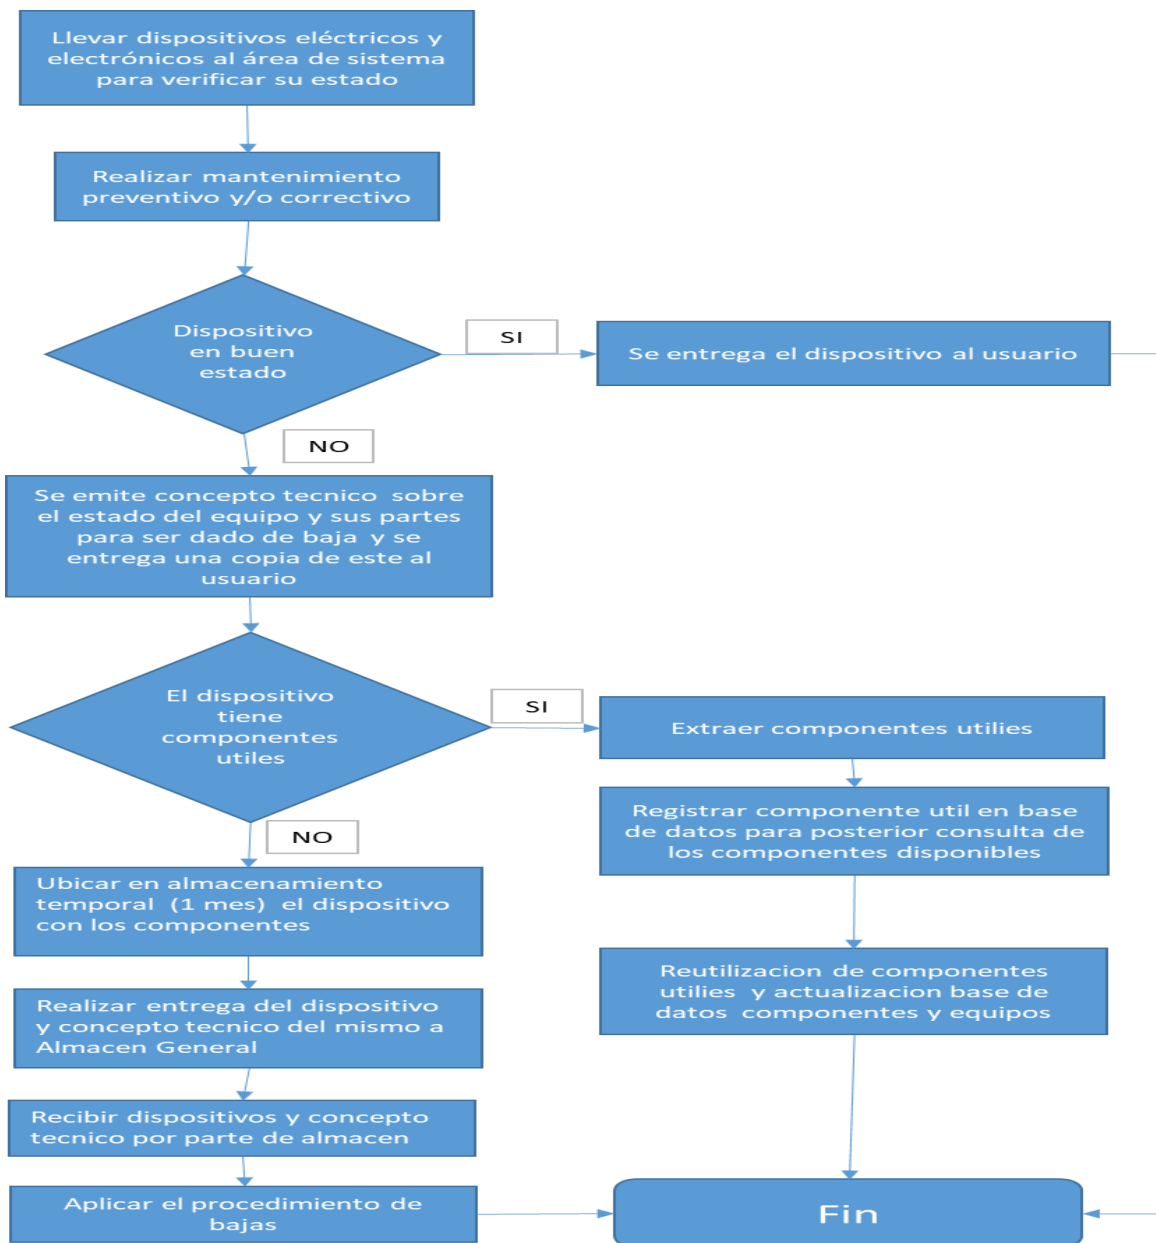 Llevar dispositivos eléctricos y
electrónicos al área de sistema
para verificar su estado
Realizar mantenimiento
preventivo y/o correctivo
Dispositivo
en buen
estado
SI
Se entrega el dispositivo al usuario
NO
Se emite concepto tecnico sobre
el estado del equipo y sus partes
para ser dado de baja y se
entrega una copia de este al
usuario
El dispositivo
tiene
componentes
utiles
SI
Extraer componentes utilies
Registrar componente util en base
de datos para posterior consulta de
los componentes disponibles
Reutilizacion de componentes
utilies y actualizacion base de
datos componentes y equipos
NO
Ubicar en almacenamiento
temporal (1 mes) el dispositivo
con los componentes
Realizar entrega del dispositivo
y concepto tecnico del mismo a
Almacen General
Recibir dispositivos y concepto
tecnico por parte de almacen
Aplicar el procedimiento de
bajas
Fin